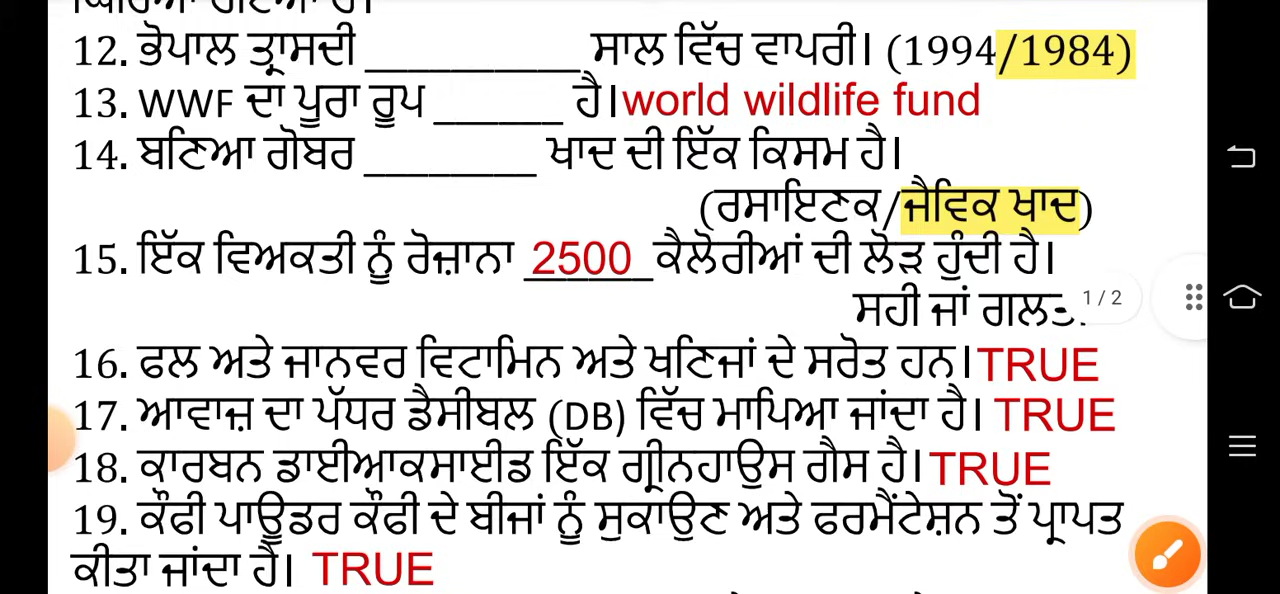 12. ਭੋਪਾਲ ਤ੍ਰਾਸਦੀ __________ ਸਾਲ ਵਿੱਚ ਵਾਪਰੀ। (1994/1984)
13. WWF ਦਾ ਪੂਰਾ ਰੂਪ ______ ਹੈ।world wildlife fund
14. ਬਣਿਆ ਗੋਬਰ ________ ਖਾਦ ਦੀ ਇੱਕ ਕਿਸਮ ਹੈ।
(ਰਸਾਇਣਕ/ਜੈਵਿਕ ਖਾਦ)
15. ਇੱਕ ਵਿਅਕਤੀ ਨੂੰ ਰੋਜ਼ਾਨਾ 2500 ਕੈਲੋਰੀਆਂ ਦੀ ਲੋੜ ਹੁੰਦੀ ਹੈ।
ਸਹੀ ਜਾਂ ਗਲਤ
1 / 2
16. ਫਲ ਅਤੇ ਜਾਨਵਰ ਵਿਟਾਮਿਨ ਅਤੇ ਖਣਿਜਾਂ ਦੇ ਸਰੋਤ ਹਨ।TRUE
17. ਆਵਾਜ਼ ਦਾ ਪੱਧਰ ਡੈਸੀਬਲ (DB) ਵਿੱਚ ਮਾਪਿਆ ਜਾਂਦਾ ਹੈ। TRUE
18. ਕਾਰਬਨ ਡਾਈਆਕਸਾਈਡ ਇੱਕ ਗ੍ਰੀਨਹਾਉਸ ਗੈਸ ਹੈ।TRUE
19. ਕੌਫੀ ਪਾਊਡਰ ਕੌਫੀ ਦੇ ਬੀਜਾਂ ਨੂੰ ਸੁਕਾਉਣ ਅਤੇ ਫਰਮੈਂਟੇਸ਼ਨ ਤੋਂ ਪ੍ਰਾਪਤ
ਕੀਤਾ ਜਾਂਦਾ ਹੈ। TRUE